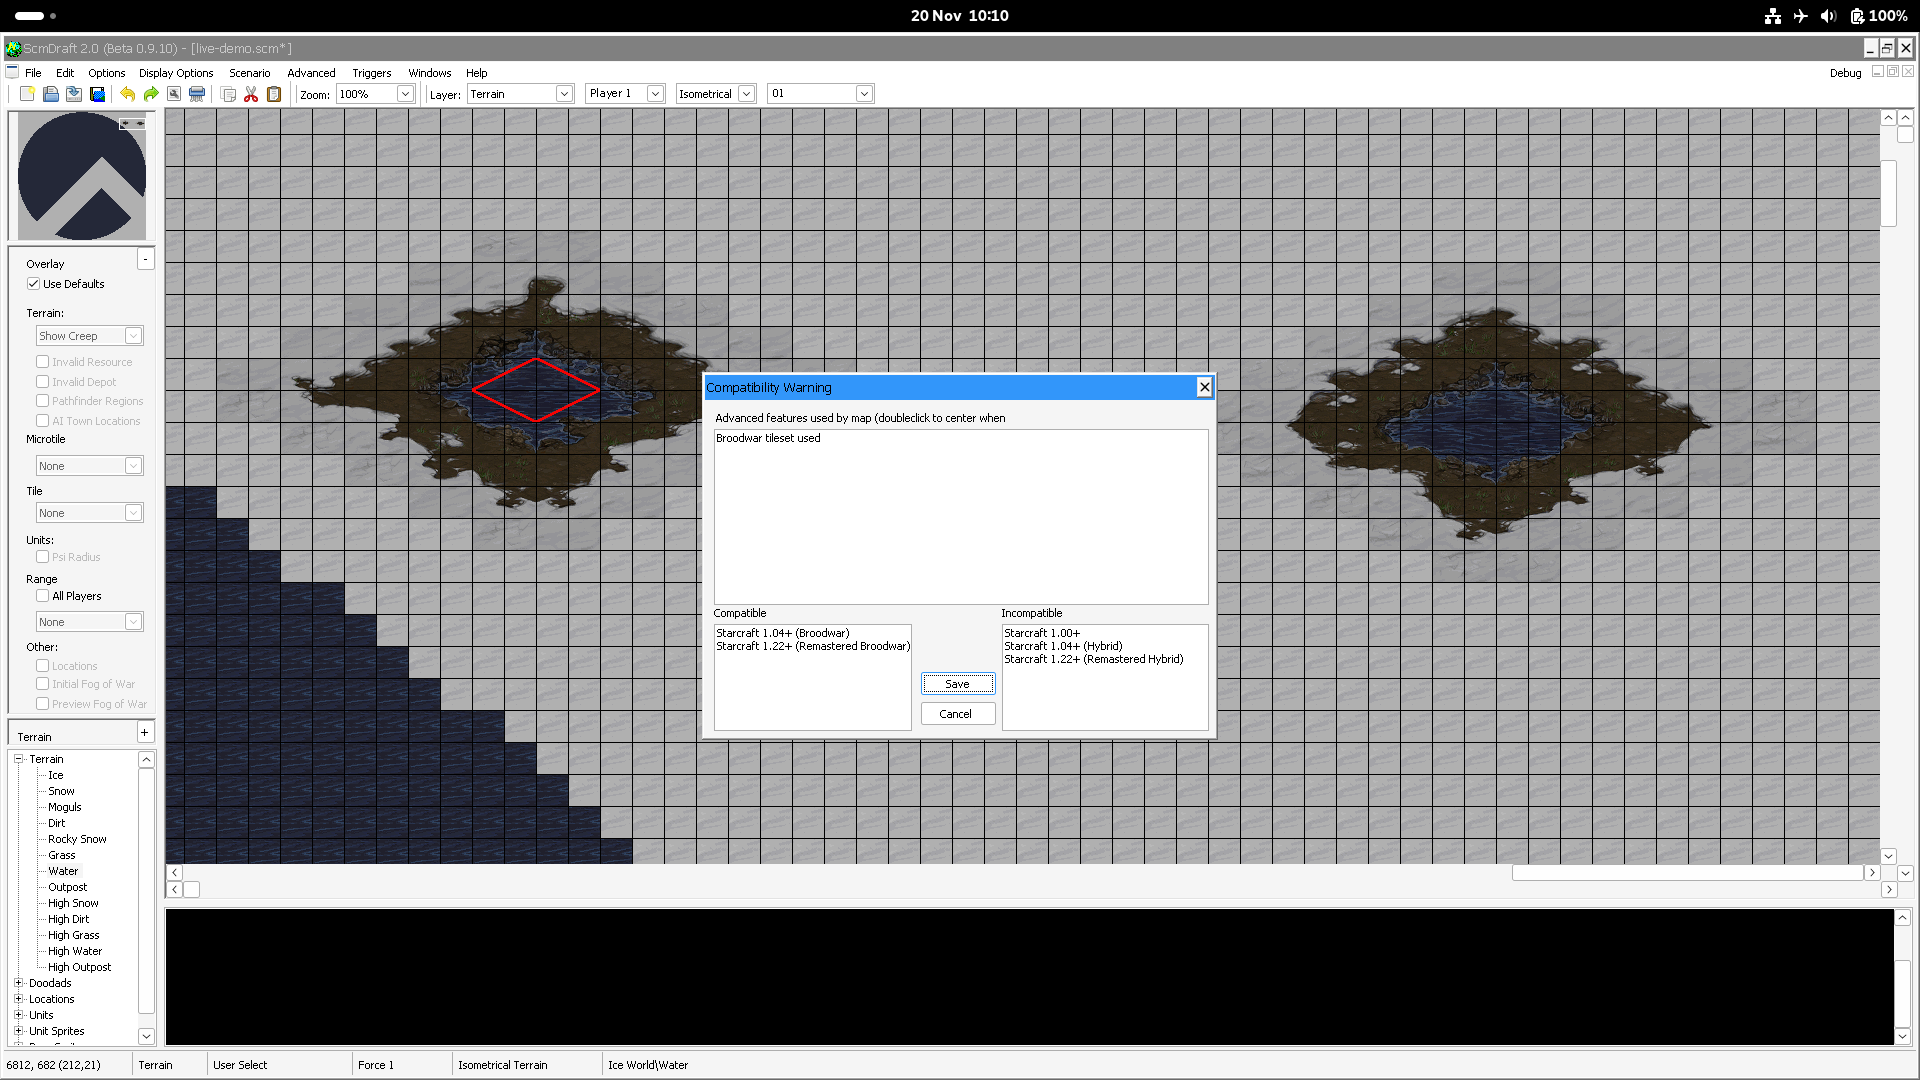 20 Nov 10:10
100%
ScmDraft 2.0 (Beta 0.9.10) - [live-demo.scm*]
File Edit Options Display Options Scenario Advanced Triggers Windows Help
Debug
Zoom: 100% Layer: Terrain Player 1 Isometrical 01
Overlay
-
Use Defaults
Terrain:
Show Creep
Invalid Resource
Invalid Depot
Pathfinder Regions
AI Town Locations
Microtile
None
Tile
None
Units:
Psi Radius
Range
All Players
None
Other:
Locations
Initial Fog of War
Preview Fog of War
Terrain
+
Terrain
Ice
Snow
Moguls
Dirt
Rocky Snow
Grass
Water
Outpost
High Snow
High Dirt
High Grass
High Water
High Outpost
Doodads
Locations
Units
Unit Sprites
Compatibility Warning
Advanced features used by map (doubleclick to center when
Broodwar tileset used
Compatible
Starcraft 1.04+ (Broodwar)
Starcraft 1.22+ (Remastered Broodwar)
Save
Cancel
Incompatible
Starcraft 1.00+
Starcraft 1.04+ (Hybrid)
Starcraft 1.22+ (Remastered Hybrid)
6812, 682 (212,21) Terrain User Select Force 1 Isometrical Terrain Ice World\Water